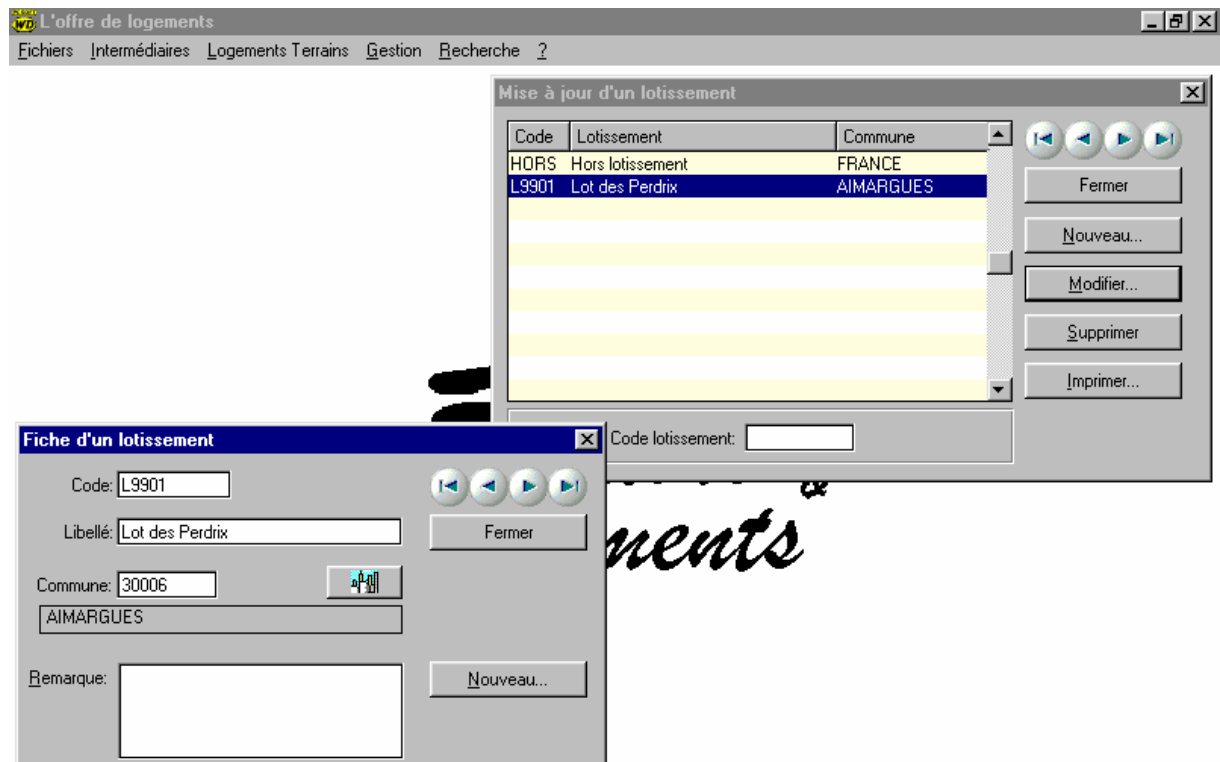 L'offre de logements
Fichiers Intermédiaires Logements Terrains Gestion Recherche ?
Mise à jour d'un lotissement
Code Lotissement Commune
HORS Hors lotissement FRANCE
L9901 Lot des Perdrix AIMARGUES
Fermer
Nouveau...
Modifier...
Supprimer
Imprimer...
Code lotissement:
Fiche d'un lotissement
Code: L9901
Libellé: Lot des Perdrix
Fermer
Commune: 30006
AIMARGUES
Remarque:
Nouveau...
&
ments